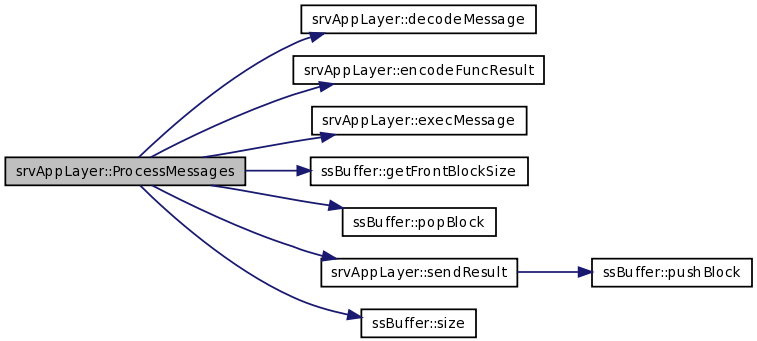 srvAppLayer::decodeMessage
srvAppLayer::encodeFuncResult
srvAppLayer::execMessage
srvAppLayer::ProcessMessages
ssBuffer::getFrontBlockSize
ssBuffer::popBlock
srvAppLayer::sendResult
ssBuffer::pushBlock
ssBuffer::size